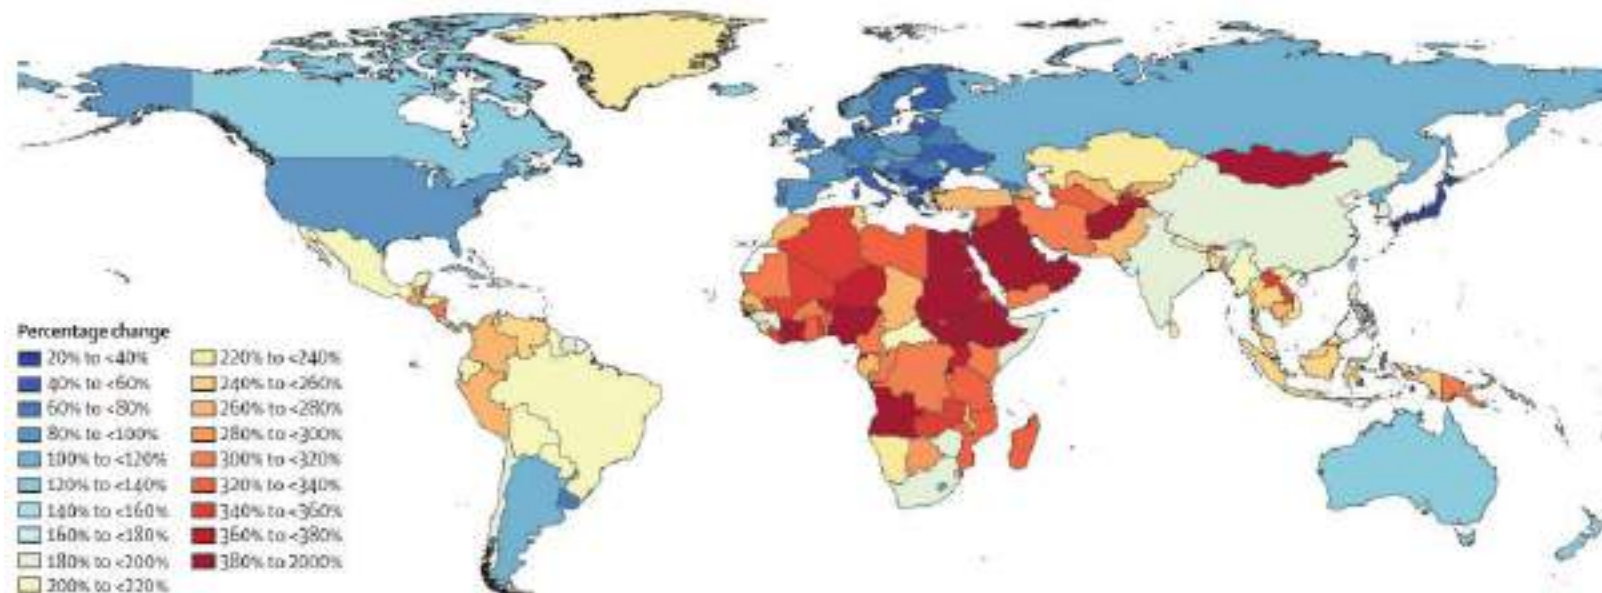 Percentage change
20% to <40%
40% to <60%
60% to <80%
80% to <100%
100% to <120%
120% to <140%
140% to <160%
160% to <180%
180% to <200%
200% to <220%
220% to <240%
240% to <260%
260% to <280%
280% to <300%
300% to <320%
320% to <340%
340% to <360%
360% to <380%
380% to 2000%